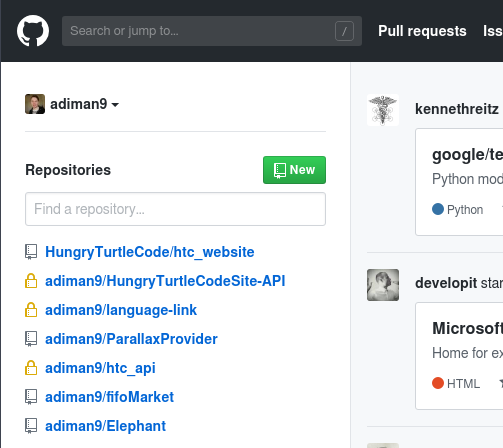 Search or jump to... /
Pull requests Iss
adiman9
Repositories
New
Find a repository...
HungryTurtleCode/htc_website
adiman9/HungryTurtleCodeSite-API
adiman9/language-link
adiman9/ParallaxProvider
adiman9/htc_api
adiman9/fifoMarket
adiman9/Elephant
kennethreitz
google/te
Python mod
Python
developit star
Microsoft
Home for ex
HTML